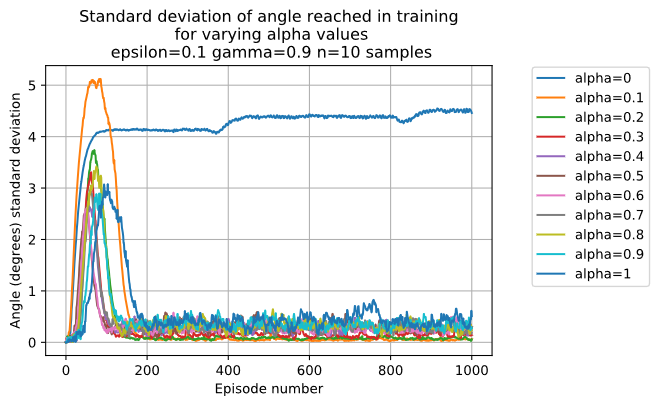 Standard deviation of angle reached in training
for varying alpha values
epsilon=0.1 gamma=0.9 n=10 samples
Angle (degrees) standard deviation
5
4
3
2
1
0
0 200 400 600 800 1000
Episode number
alpha=0
alpha=0.1
alpha=0.2
alpha=0.3
alpha=0.4
alpha=0.5
alpha=0.6
alpha=0.7
alpha=0.8
alpha=0.9
alpha=1